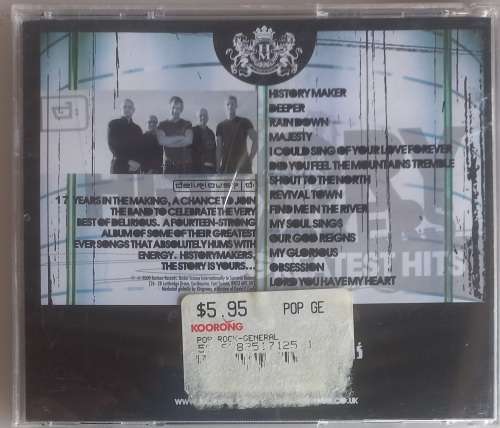 HISTORY MAKER
DEEPER
RAIN DOWN
MAJESTY
I COULD SING OF YOUR LOVE FOREVER
DID YOU FEEL THE MOUNTAINS TREMBLE
SHOUT TO THE NORTH
REVIVAL TOWN
FIND ME IN THE RIVER
MY SOUL SINGS
OUR GOD REIGNS
MY GLORIOUS
OBSESSION
LORD YOU HAVE MY HEART
GREATEST HITS
delirious?
17 YEARS IN THE MAKING, A CHANCE TO JOIN
THE BAND TO CELEBRATE THE VERY
BEST OF DELIRIOUS. A FOURTEEN-STRONG
ALBUM OF SOME OF THEIR GREATEST
EVER SONGS THAT ABSOLUTELY HUMS WITH
ENERGY. HISTORYMAKERS,
THE STORY IS YOURS...
$5.95 POP GE
KOORONG
POP ROCK-GENERAL